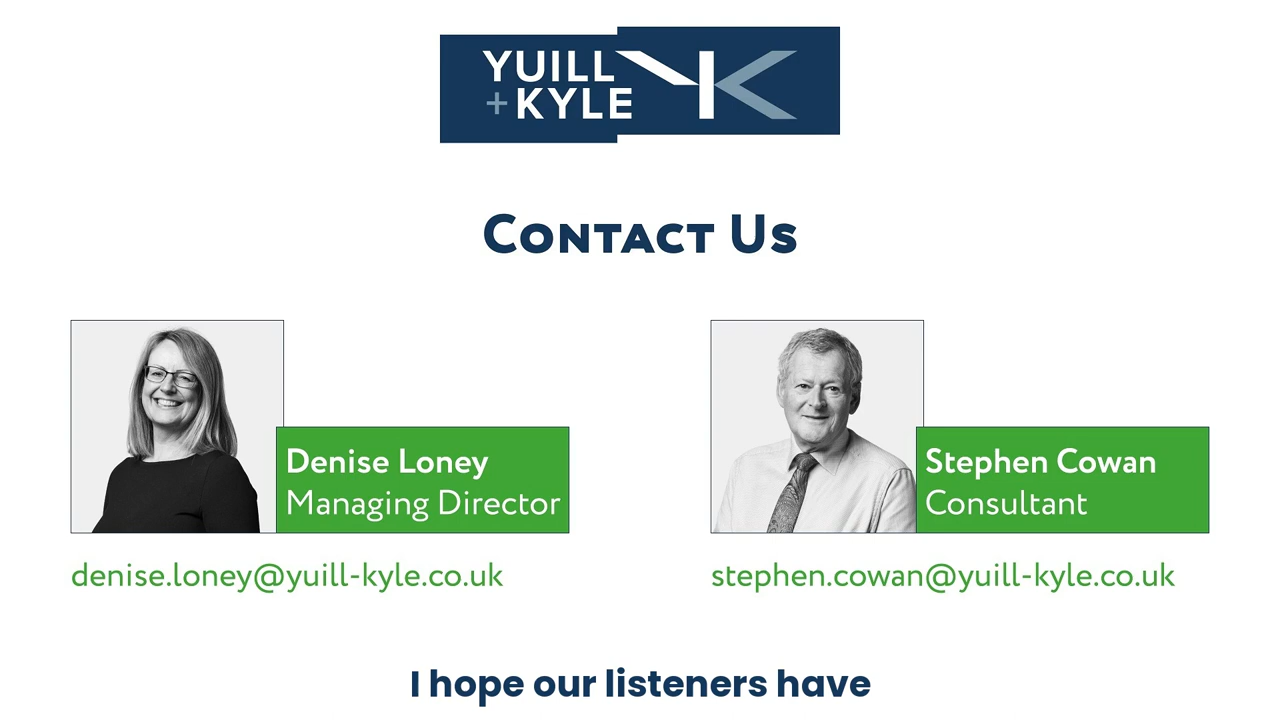 YUILL
+KYLE
Contact Us
Denise Loney
Managing Director
denise.loney@yuill-kyle.co.uk
Stephen Cowan
Consultant
stephen.cowan@yuill-kyle.co.uk
I hope our listeners have